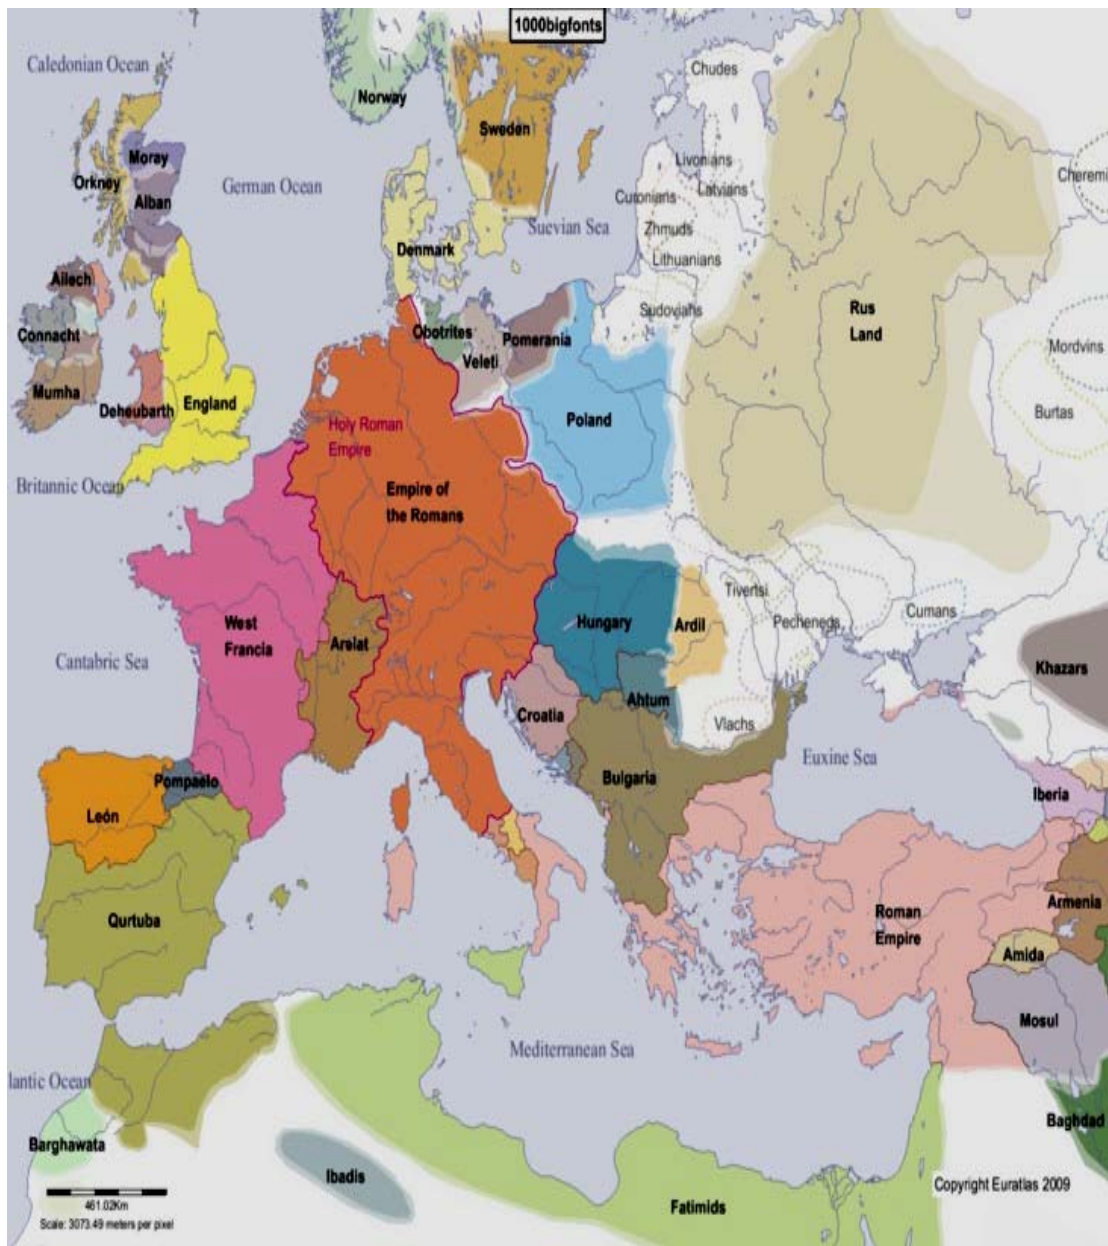 1000bigfonts
Caledonian Ocean
Chudes
Norway
Sweden
Moray
Livonians
Cheremi
Orkney
German Ocean
Latvians
Alban
Curonians
Suevian Sea
Zhmuds
Denmark
Lithuanians
Ailech
Sudovians
Rus
Land
Connacht
Obotrites
Pomerania
Mordvins
Veleti
Mumha
Deheubarth
England
Burtas
Poland
Holy Roman
Empire
Britannic Ocean
Empire of
the Romans
Tivertsi
Cumans
West
Francia
Hungary
Ardil
Pechenegs
Arelat
Cantabric Sea
Khazars
Ahtum
Croatia
Vlachs
Euxine Sea
Pompaelo
Bulgaria
Iberia
León
Armenia
Qurtuba
Roman
Empire
Amida
Mosul
Mediterranean Sea
lantic Ocean
Baghdad
Barghawata
Ibadis
Copyright Euratlas 2009
Fatimids
461.02Km
Scale: 3073.49 meters per pixel